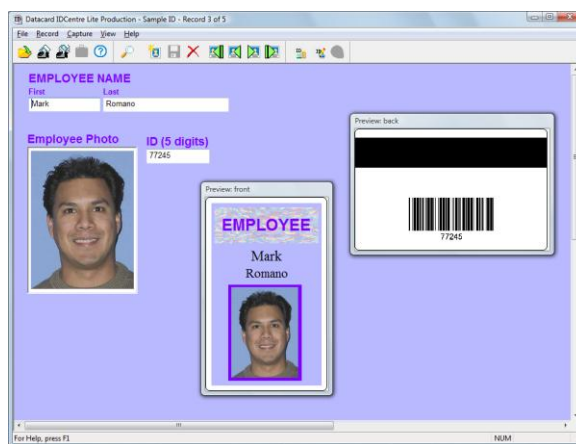 Datacard IDCentre Lite Production - Sample ID - Record 3 of 5
File Record Capture View Help
EMPLOYEE NAME
First Last
Mark Romano
Employee Photo
ID (5 digits)
77245
Preview: front
EMPLOYEE
Mark
Romano
Preview: back
77245
For Help, press F1
NUM